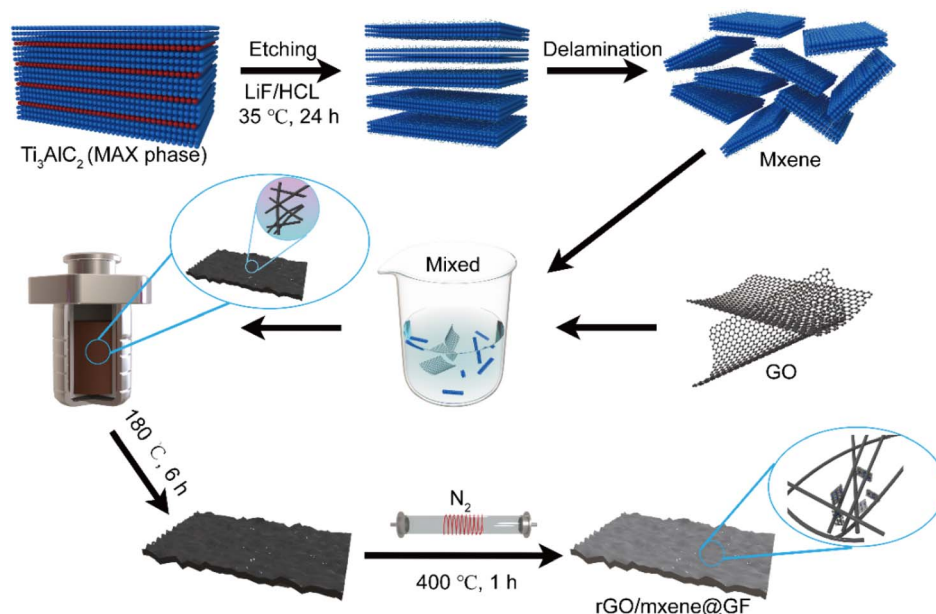 Etching
LiF/HCL
35 ℃, 24 h
Delamination
Ti₃AlC₂ (MAX phase)
Mxene
Mixed
GO
180 ℃, 6 h
N₂
400 ℃, 1 h
rGO/mxene@GF